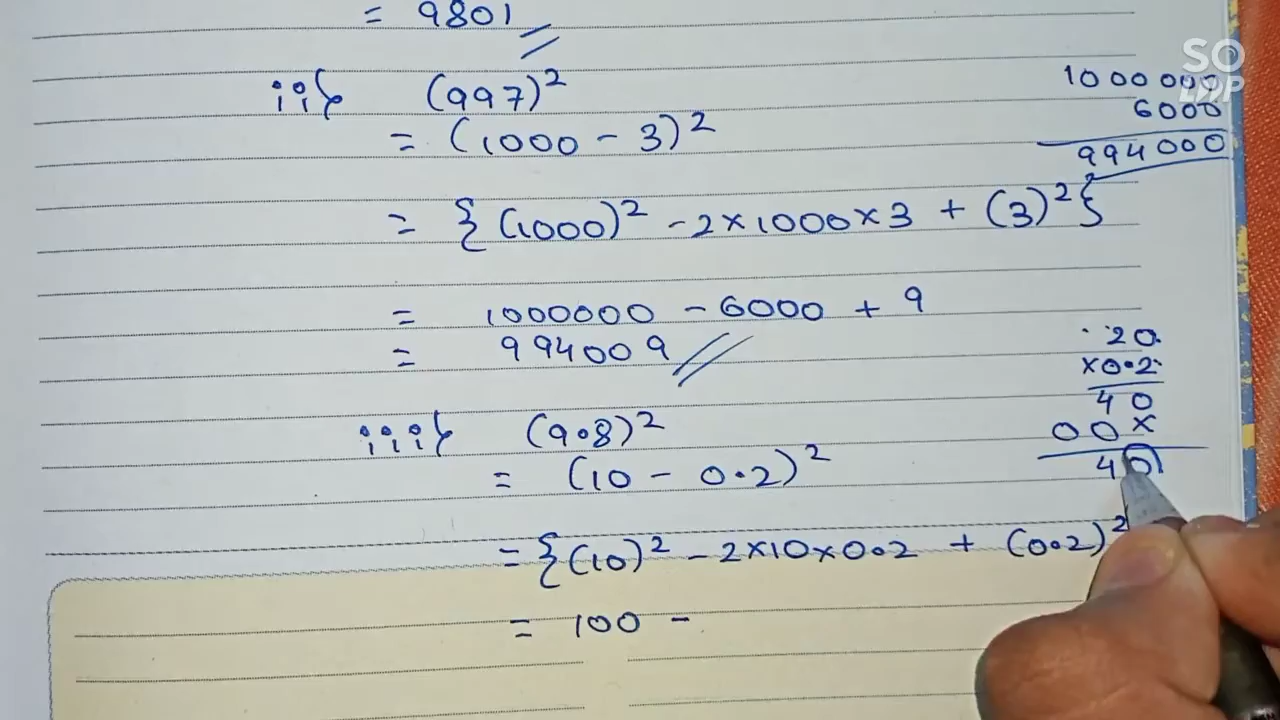 = 9801
ii} (997)²
= (1000 - 3)²
= {(1000)² - 2×1000×3 + (3)²}
= 1000000 - 6000 + 9
= 994009
iii} (9.8)²
= (10 - 0.2)²
= {(10)² - 2×10×0.2 + (0.2)²
= 100 -
1000000
6000
994000
20
×0.2
40
00×
40